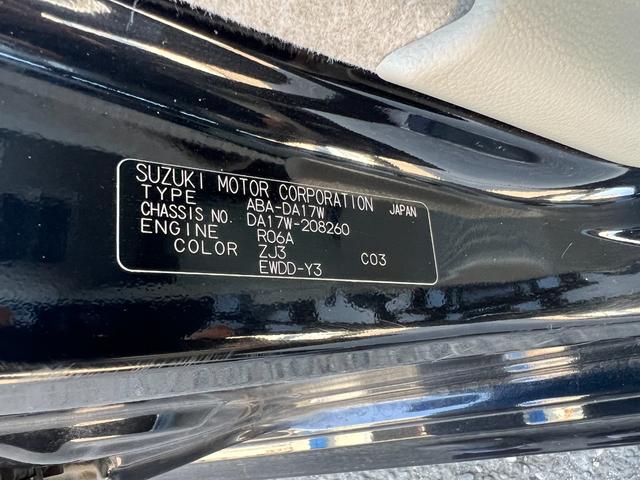 SUZUKI MOTOR CORPORATION JAPAN
TYPE ABA-DA17W
CHASSIS NO. DA17W-208260
ENGINE R06A
COLOR ZJ3 C03
EWDD-Y3